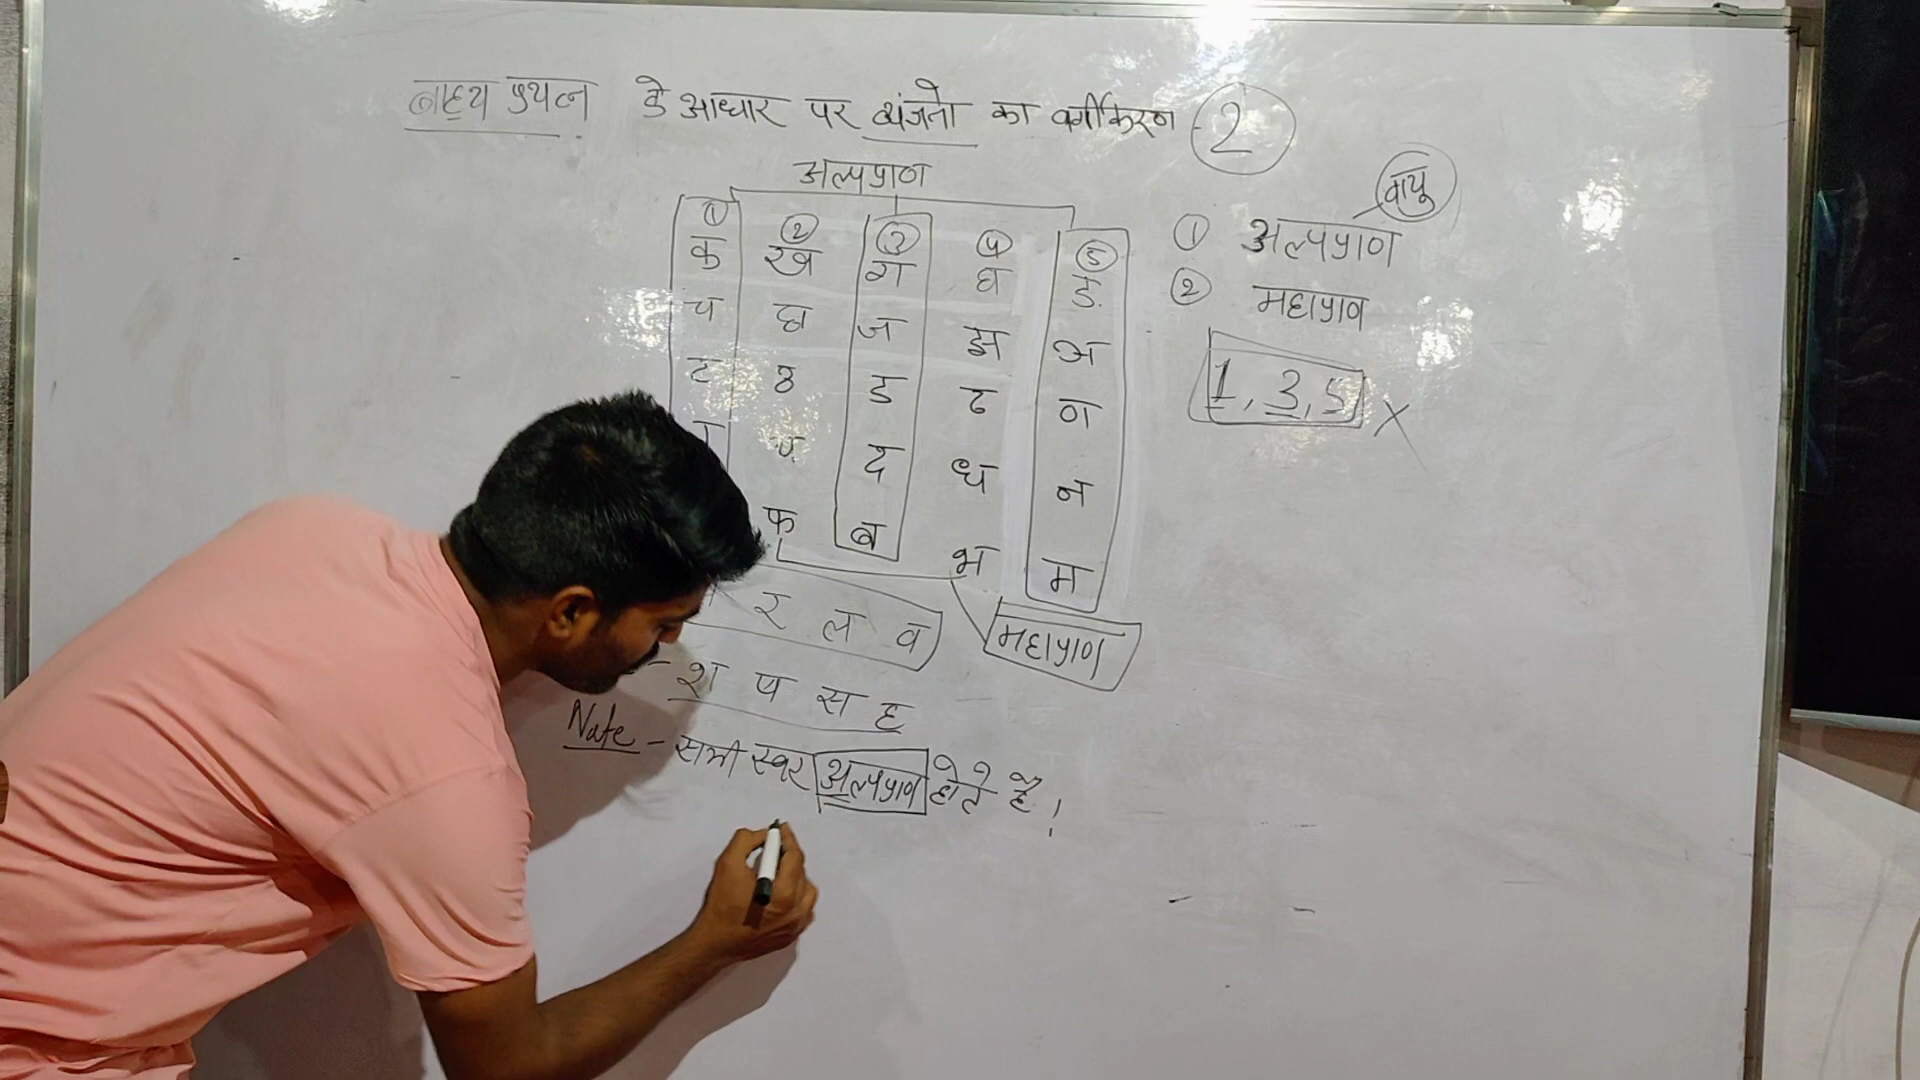 बाह्य प्रयत्न के आधार पर व्यंजनो का वर्गीकरण - 2
अल्पप्राण
वायु
1 2 3 4 5
क ख ग घ ङ
च छ ज झ ञ
ट ठ ड ढ ण
द ध न
फ ब भ म
र ल व
महाप्राण
- श ष स ह
Note - सभी स्वर अल्पप्राण होते है।
1 अल्पप्राण
2 महाप्राण
1, 3, 5 ×